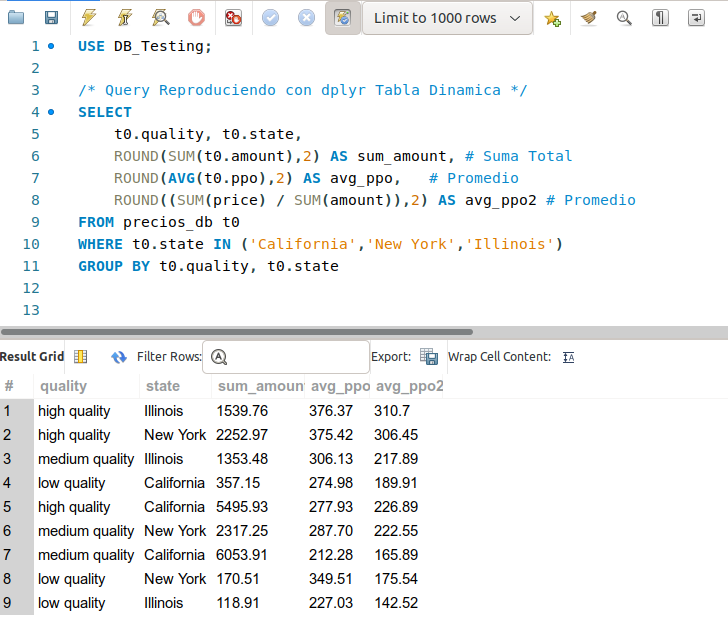 Limit to 1000 rows
1 USE DB_Testing;
2
3 /* Query Reproduciendo con dplyr Tabla Dinamica */
4 SELECT
5 t0.quality, t0.state,
6 ROUND(SUM(t0.amount),2) AS sum_amount, # Suma Total
7 ROUND(AVG(t0.ppo),2) AS avg_ppo, # Promedio
8 ROUND((SUM(price) / SUM(amount)),2) AS avg_ppo2 # Promedio
9 FROM precios_db t0
10 WHERE t0.state IN ('California','New York','Illinois')
11 GROUP BY t0.quality, t0.state
12
13
Result Grid Filter Rows: Export: Wrap Cell Content:
# quality state sum_amoun avg_ppo avg_ppo2
1 high quality Illinois 1539.76 376.37 310.7
2 high quality New York 2252.97 375.42 306.45
3 medium quality Illinois 1353.48 306.13 217.89
4 low quality California 357.15 274.98 189.91
5 high quality California 5495.93 277.93 226.89
6 medium quality New York 2317.25 287.70 222.55
7 medium quality California 6053.91 212.28 165.89
8 low quality New York 170.51 349.51 175.54
9 low quality Illinois 118.91 227.03 142.52